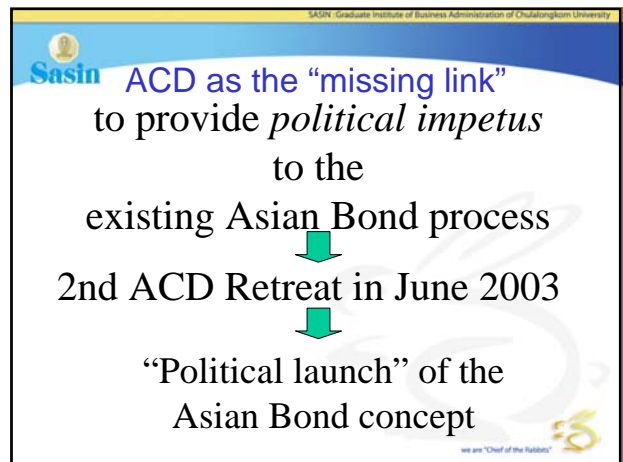 SASIN : Graduate Institute of Business Administration of Chulalongkorn University
Sasin
ACD as the “missing link”
to provide political impetus
to the
existing Asian Bond process
2nd ACD Retreat in June 2003
“Political launch” of the
Asian Bond concept
we are "Chief of the Rabbits"